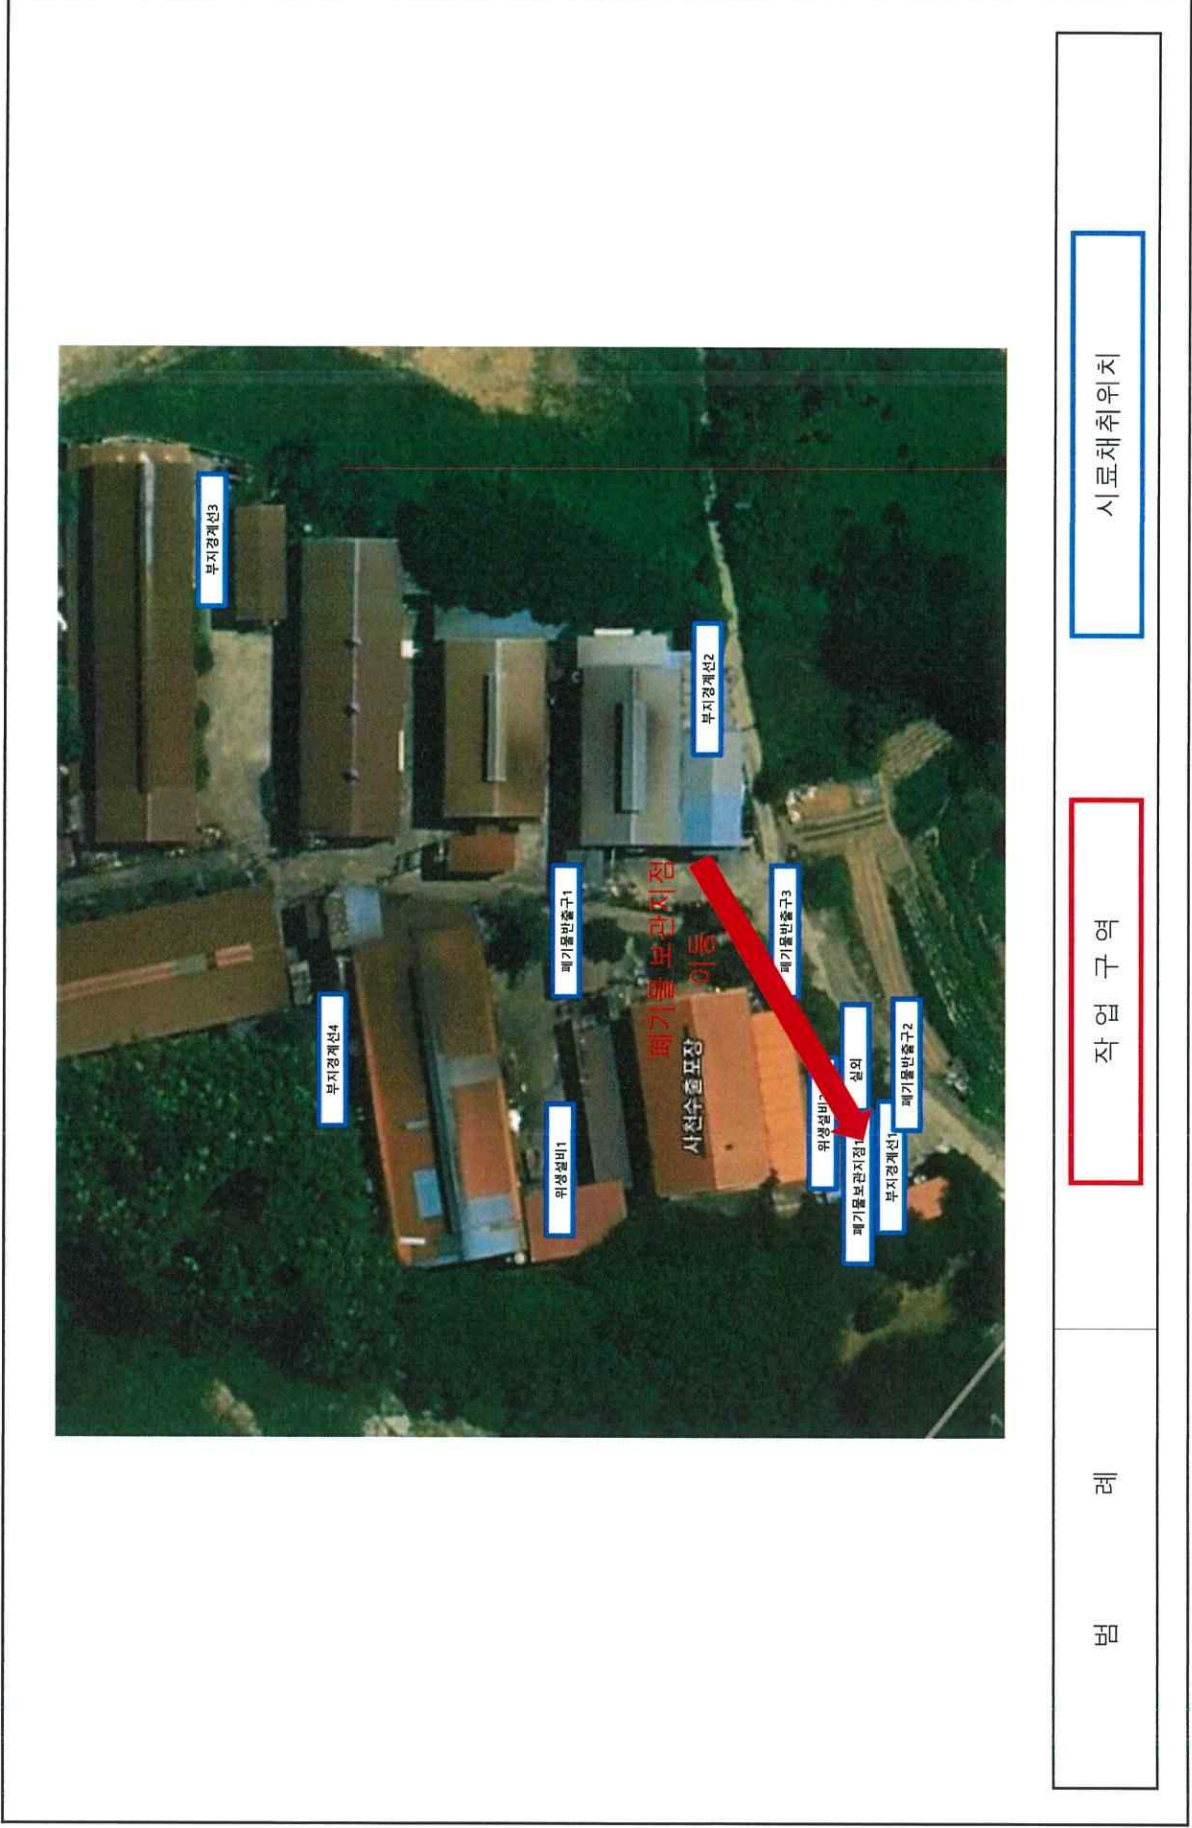 부지경계선3
부지경계선4
위생설비1
폐기물반출구1
폐기물 보관지점
이동
사천수출포장
부지경계선2
폐기물반출구3
위생설비2
폐기물보관지점1
실외
부지경계선1
폐기물반출구2
범 례
작업 구역
시료채취위치